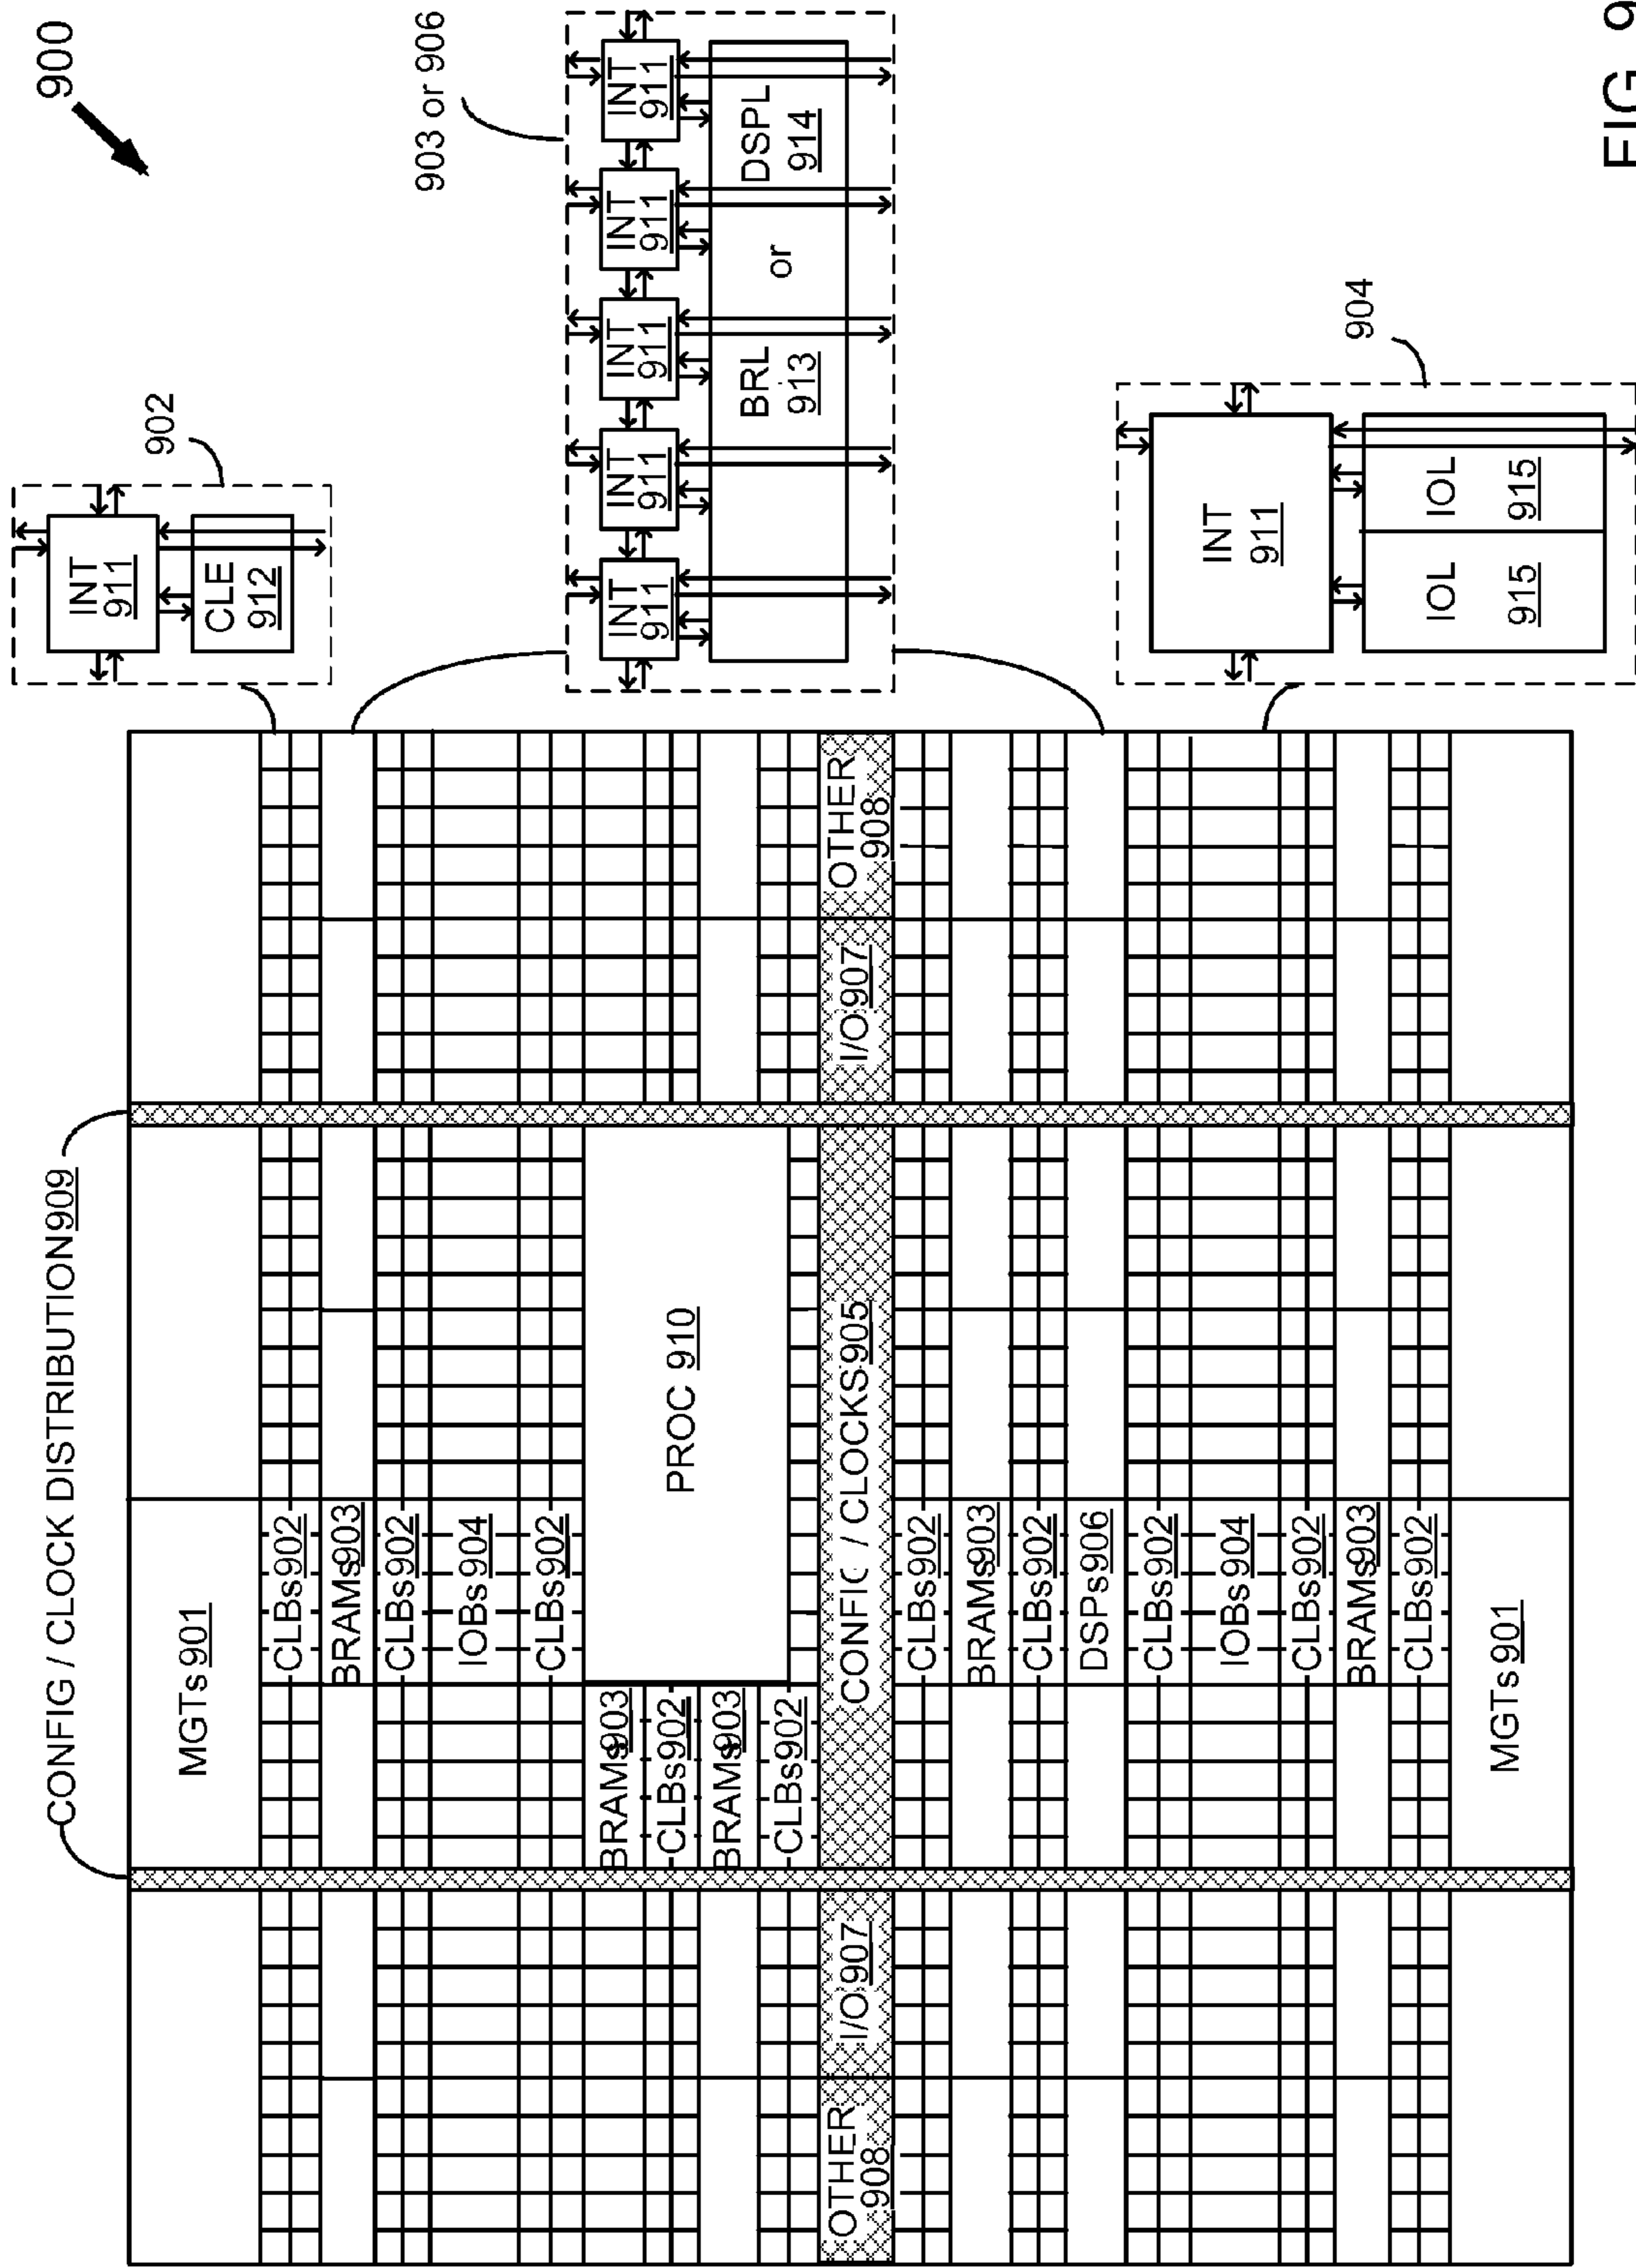 900
CONFIG / CLOCK DISTRIBUTION 909
MGTs 901
CLBs 902
BRAMs 903
CLBs 902
IOBs 904
CLBs 902
BRAMs 903
CLBs 902
BRAMs 903
CLBs 902
PROC 910
OTHER
908
I/O 907
CONFIG / CLOCKS 905
I/O 907
OTHER
908
CLBs 902
BRAMs 903
CLBs 902
DSPs 906
CLBs 902
IOBs 904
CLBs 902
BRAMs 903
CLBs 902
MGTs 901
902
INT
911
CLE
912
903 or 906
INT
911
INT
911
INT
911
INT
911
INT
911
BRL
913
or
DSPL
914
904
INT
911
IOL
915
IOL
915
FIG 9